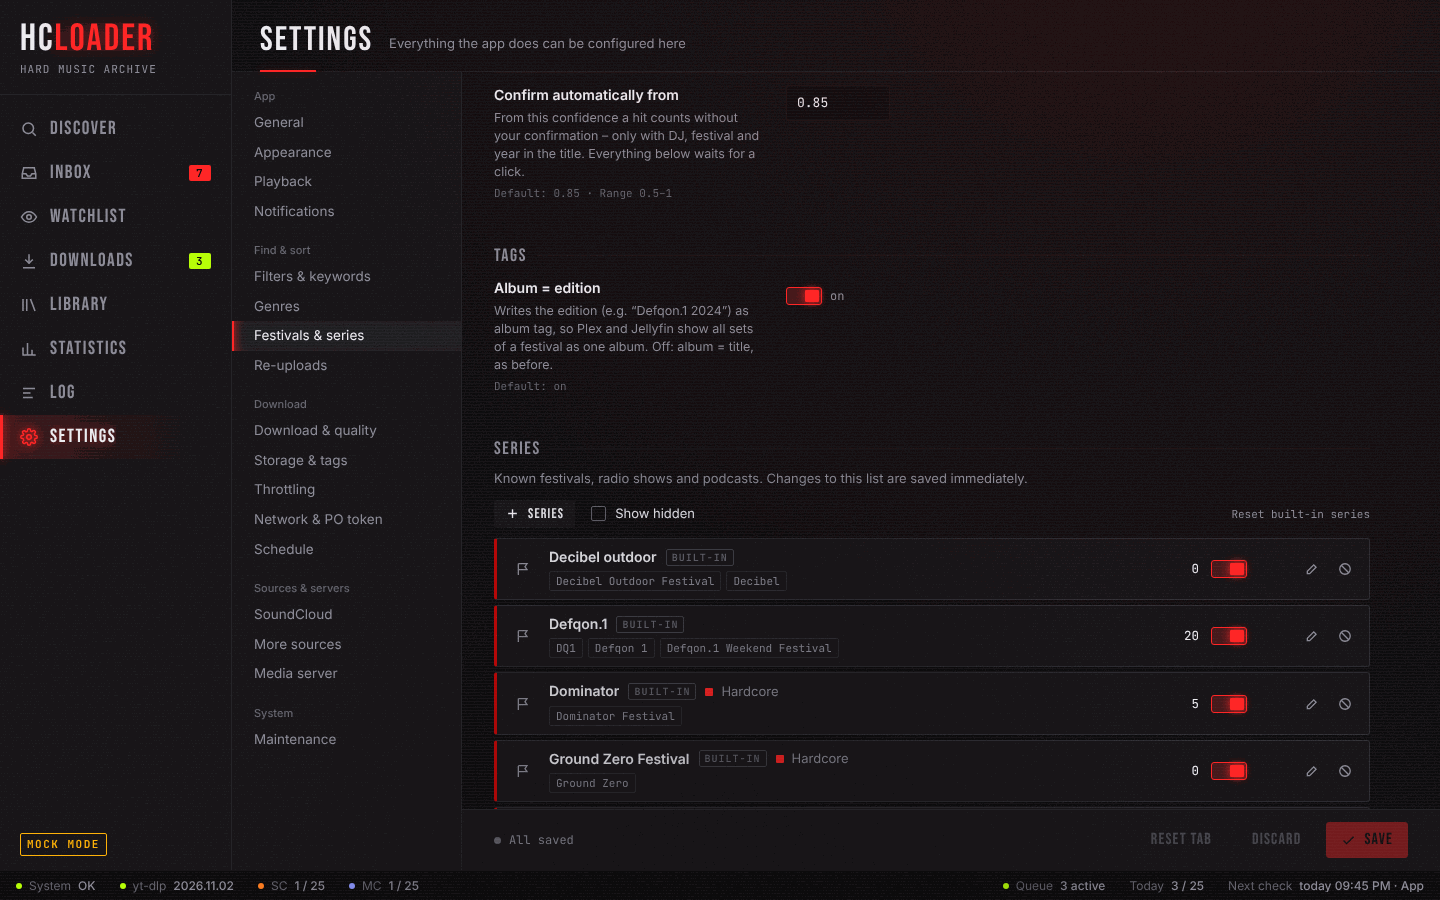 HCLOADER
HARD MUSIC ARCHIVE
DISCOVER
INBOX 7
WATCHLIST
DOWNLOADS 3
LIBRARY
STATISTICS
LOG
SETTINGS
MOCK MODE
SETTINGS Everything the app does can be configured here
App
General
Appearance
Playback
Notifications
Find & sort
Filters & keywords
Genres
Festivals & series
Re-uploads
Download
Download & quality
Storage & tags
Throttling
Network & PO token
Schedule
Sources & servers
SoundCloud
More sources
Media server
System
Maintenance
Confirm automatically from 0.85
From this confidence a hit counts without
your confirmation – only with DJ, festival and
year in the title. Everything below waits for a
click.
Default: 0.85 · Range 0.5–1
TAGS
Album = edition
on
Writes the edition (e.g. “Defqon.1 2024”) as
album tag, so Plex and Jellyfin show all sets
of a festival as one album. Off: album = title,
as before.
Default: on
SERIES
Known festivals, radio shows and podcasts. Changes to this list are saved immediately.
+ SERIES Show hidden Reset built-in series
Decibel outdoor BUILT-IN
Decibel Outdoor Festival Decibel
0
Defqon.1 BUILT-IN
DQ1 Defqon 1 Defqon.1 Weekend Festival
20
Dominator BUILT-IN Hardcore
Dominator Festival
5
Ground Zero Festival BUILT-IN Hardcore
Ground Zero
0
All saved RESET TAB DISCARD SAVE
System OK yt-dlp 2026.11.02 SC 1 / 25 MC 1 / 25 Queue 3 active Today 3 / 25 Next check today 09:45 PM · App